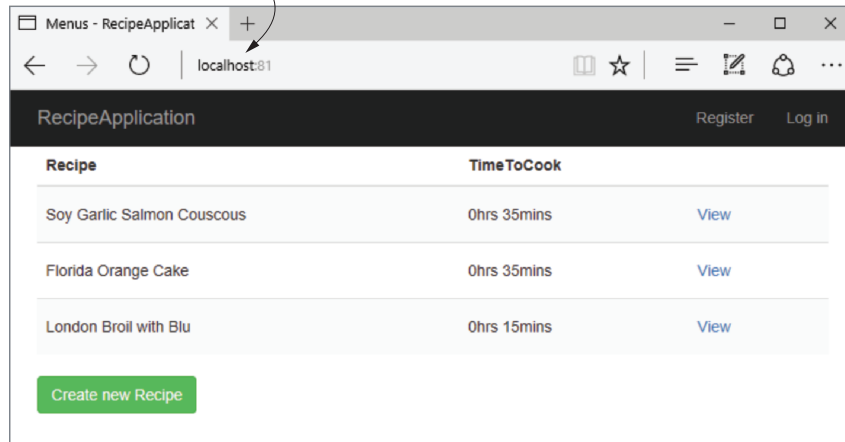 Menus - RecipeApplicat
localhost:81
RecipeApplication Register Log in
Recipe TimeToCook
Soy Garlic Salmon Couscous 0hrs 35mins View
Florida Orange Cake 0hrs 35mins View
London Broil with Blu 0hrs 15mins View
Create new Recipe